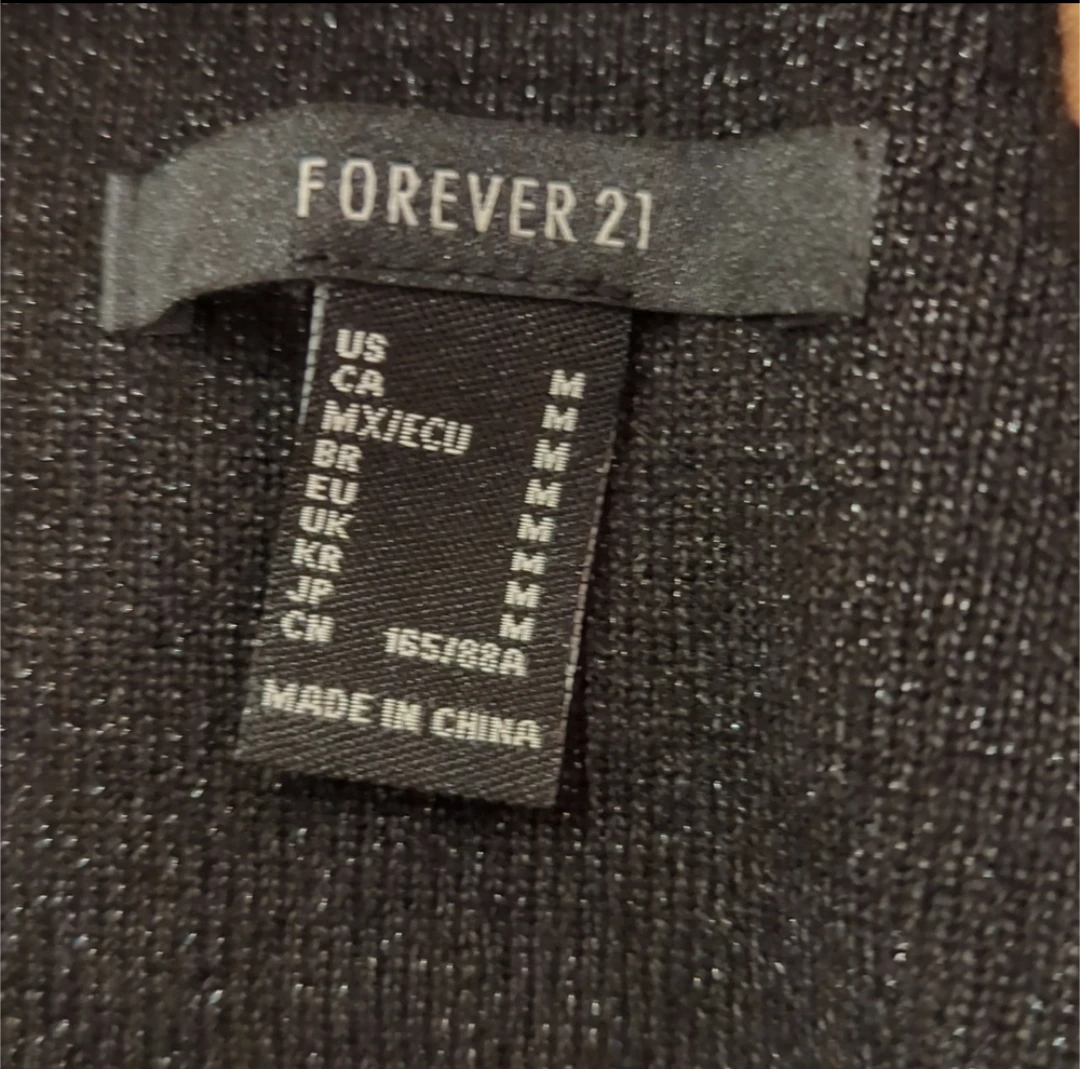 FOREVER 21
US M
CA M
MX/ECU M
BR M
EU M
UK M
KR M
JP M
CN 165/88A
MADE IN CHINA